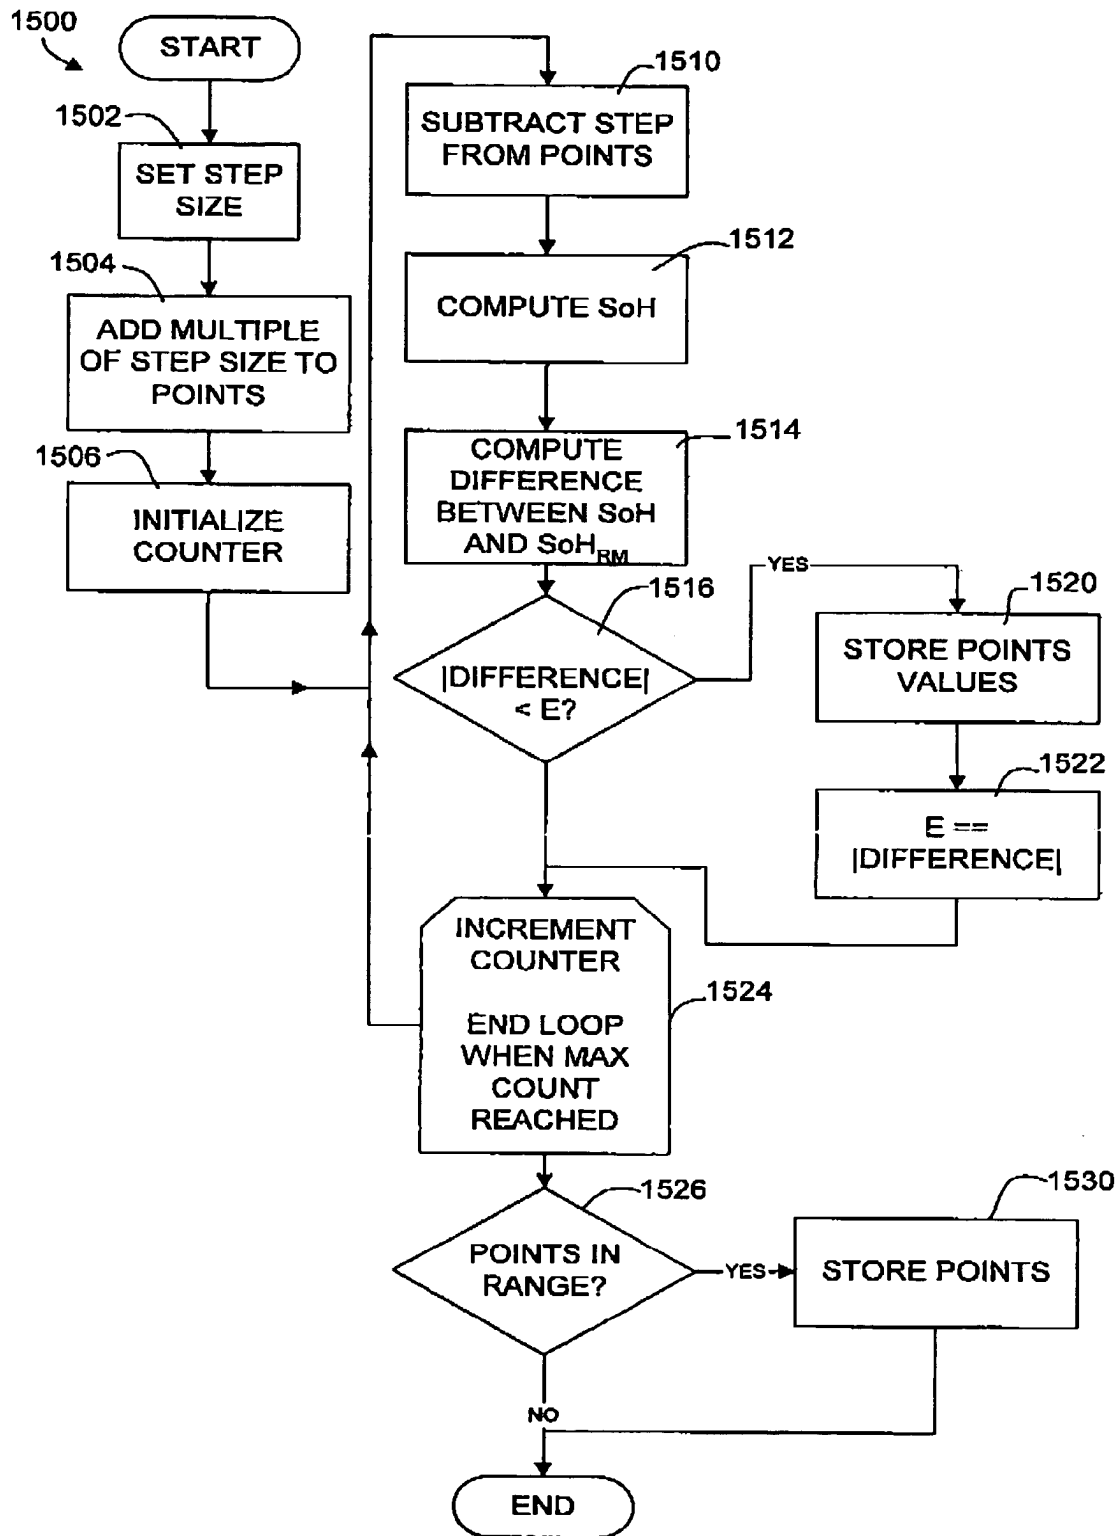 1500
START
1502
SET STEP
SIZE
1504
ADD MULTIPLE
OF STEP SIZE TO
POINTS
1506
INITIALIZE
COUNTER
1510
SUBTRACT STEP
FROM POINTS
1512
COMPUTE SoH
1514
COMPUTE
DIFFERENCE
BETWEEN SoH
AND SoH_RM
1516
|DIFFERENCE|
< E?
YES
1520
STORE POINTS
VALUES
1522
E ==
|DIFFERENCE|
INCREMENT
COUNTER
END LOOP
WHEN MAX
COUNT
REACHED
1524
1526
POINTS IN
RANGE?
YES
1530
STORE POINTS
NO
END